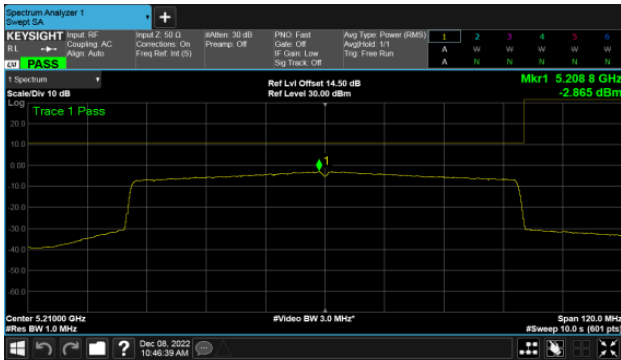 Spectrum Analyzer 1
Swept SA
+
KEYSIGHT Input: RF Input Z: 50 Ω #Atten: 30 dB PNO: Fast Avg Type: Power (RMS) 1 2 3 4 5 6
RL Coupling: AC Corrections: On Preamp: Off Gate: Off Avg|Hold: 1/1 A W W W W W
Align: Auto Freq Ref: Int (S) IF Gain: Low Trig: Free Run
Sig Track: Off A N N N N N
LXI PASS
1 Spectrum Mkr1 5.208 8 GHz
Ref Lvl Offset 14.50 dB
Scale/Div 10 dB Ref Level 30.00 dBm -2.865 dBm
Log
Trace 1 Pass
20.0
10.0
0.00
1
-10.0
-20.0
-30.0
-40.0
-50.0
-60.0
Center 5.21000 GHz #Video BW 3.0 MHz* Span 120.0 MHz
#Res BW 1.0 MHz #Sweep 10.0 s (601 pts)
? Dec 08, 2022
10:46:39 AM